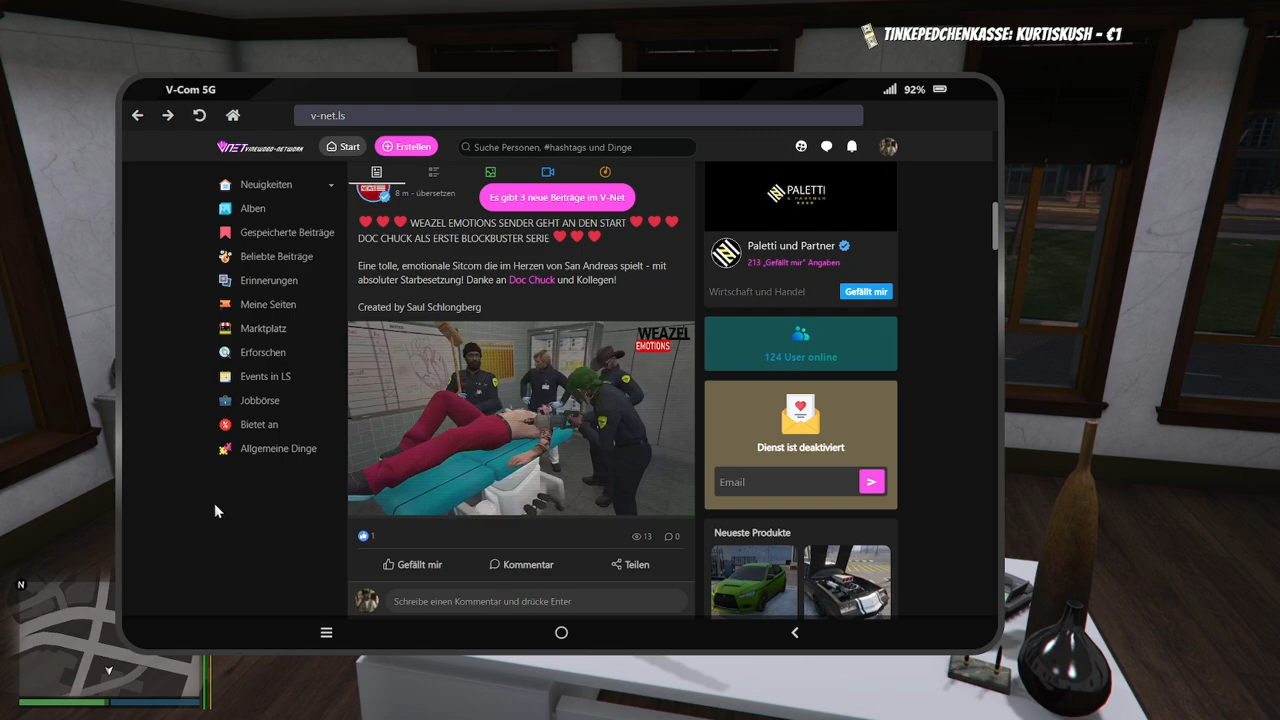 TINKEPEDCHENKASSE: KURTISKUSH - €1
V-Com 5G
92%
v-net.ls
VNET VINEWOOD-NETWORK
Start
Erstellen
Suche Personen, #hashtags und Dinge
Neuigkeiten
Alben
Gespeicherte Beiträge
Beliebte Beiträge
Erinnerungen
Meine Seiten
Marktplatz
Erforschen
Events in LS
Jobbörse
Bietet an
Allgemeine Dinge
NEWS
8 m - übersetzen
Es gibt 3 neue Beiträge im V-Net
WEAZEL EMOTIONS SENDER GEHT AN DEN START
DOC CHUCK ALS ERSTE BLOCKBUSTER SERIE
Eine tolle, emotionale Sitcom die im Herzen von San Andreas spielt - mit
absoluter Starbesetzung! Danke an Doc Chuck und Kollegen!
Created by Saul Schlongberg
WEAZEL
EMOTIONS
1
13
0
Gefällt mir
Kommentar
Teilen
Schreibe einen Kommentar und drücke Enter
PALETTI
& PARTNER
Paletti und Partner
213 „Gefällt mir" Angaben
Wirtschaft und Handel
Gefällt mir
124 User online
Dienst ist deaktiviert
Email
Neueste Produkte
N